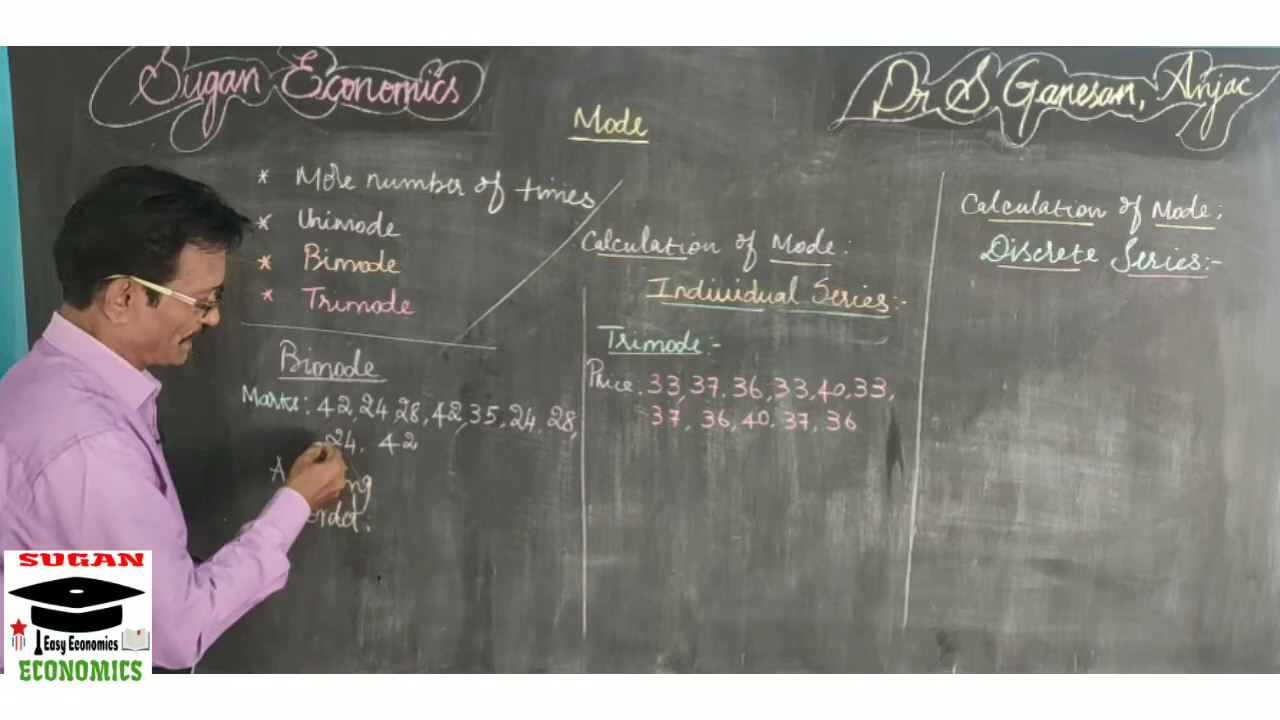 Sugan Economics
Dr S Ganesan, Anjac
Mode
* More number of times
* Unimode
* Bimode
* Trimode
Bimode
Marks: 42, 24, 28, 42, 35, 24, 28,
24, 42
Order:
Calculation of Mode:
Individual Series:-
Trimode:-
Price: 33, 37, 36, 33, 40, 33,
37, 36, 40, 37, 36
Calculation of Mode:
Discrete Series:-
SUGAN
Easy Economics
ECONOMICS